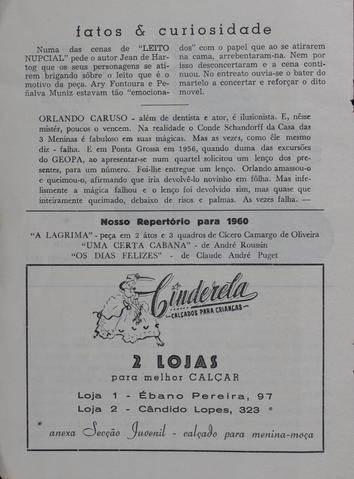 fatos & curiosidade
Numa das cenas de "LEITO
NUPCIAL" pede o autor Jean de Har-
tog que os seus personagens se ati-
rem brigando sôbre o leito que é o
motivo da peça. Ary Fontoura e Pe-
ñalva Muniz estavam tão "emociona-
dos" com o papel que ao se atirarem
na cama, arrebentaram-na. Nem por
isso desconcertaram e a cena conti-
nuou. No entreato ouvia-se o bater do
martelo a concertar e reforçar o dito
movel.
ORLANDO CARUSO - além de dentista e ator, é ilusionista. E, nêsse
mistér, poucos o vencem. Na realidade o Conde Schandorff da Casa das
3 Meninas é fabuloso em sua mágicas. Mas as vezes, como êle mesmo
diz - falha. E em Ponta Grossa em 1956, quando duma das excursões
do GEOPA, ao apresentar-se num quartel solicitou um lenço dos pre-
sentes, para um número. Foi-lhe entregue um lenço. Orlando amassou-o
e queimou-o, afirmando que iria devolvê-lo novinho em fôlha. Mas infe-
lismente a mágica falhou e o lenço foi devolvido sim, mas quase que
inteiramente queimado, debaixo de risos e palmas. As vezes falha. —
Nosso Repertório para 1960
"A LAGRIMA" - peça em 2 átos e 3 quadros de Cícero Camargo de Oliveira
"UMA CERTA CABANA" - de André Roussin
"OS DIAS FELIZES" - de Claude André Puget
Cinderela
CALÇADOS PARA CRIANÇAS
2 LOJAS
para melhor CALÇAR
Loja 1 - Ébano Pereira, 97
Loja 2 - Cândido Lopes, 323
anexa Secção Juvenil - calçado para menina-moça